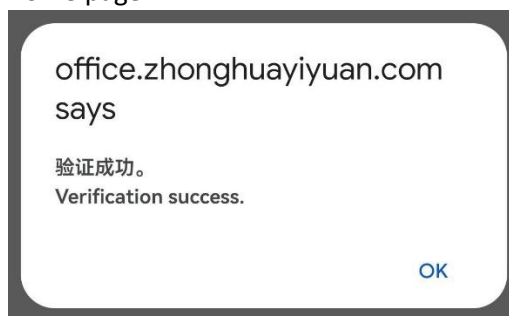 office.zhonghuayiyuan.com
says
验证成功。
Verification success.
OK